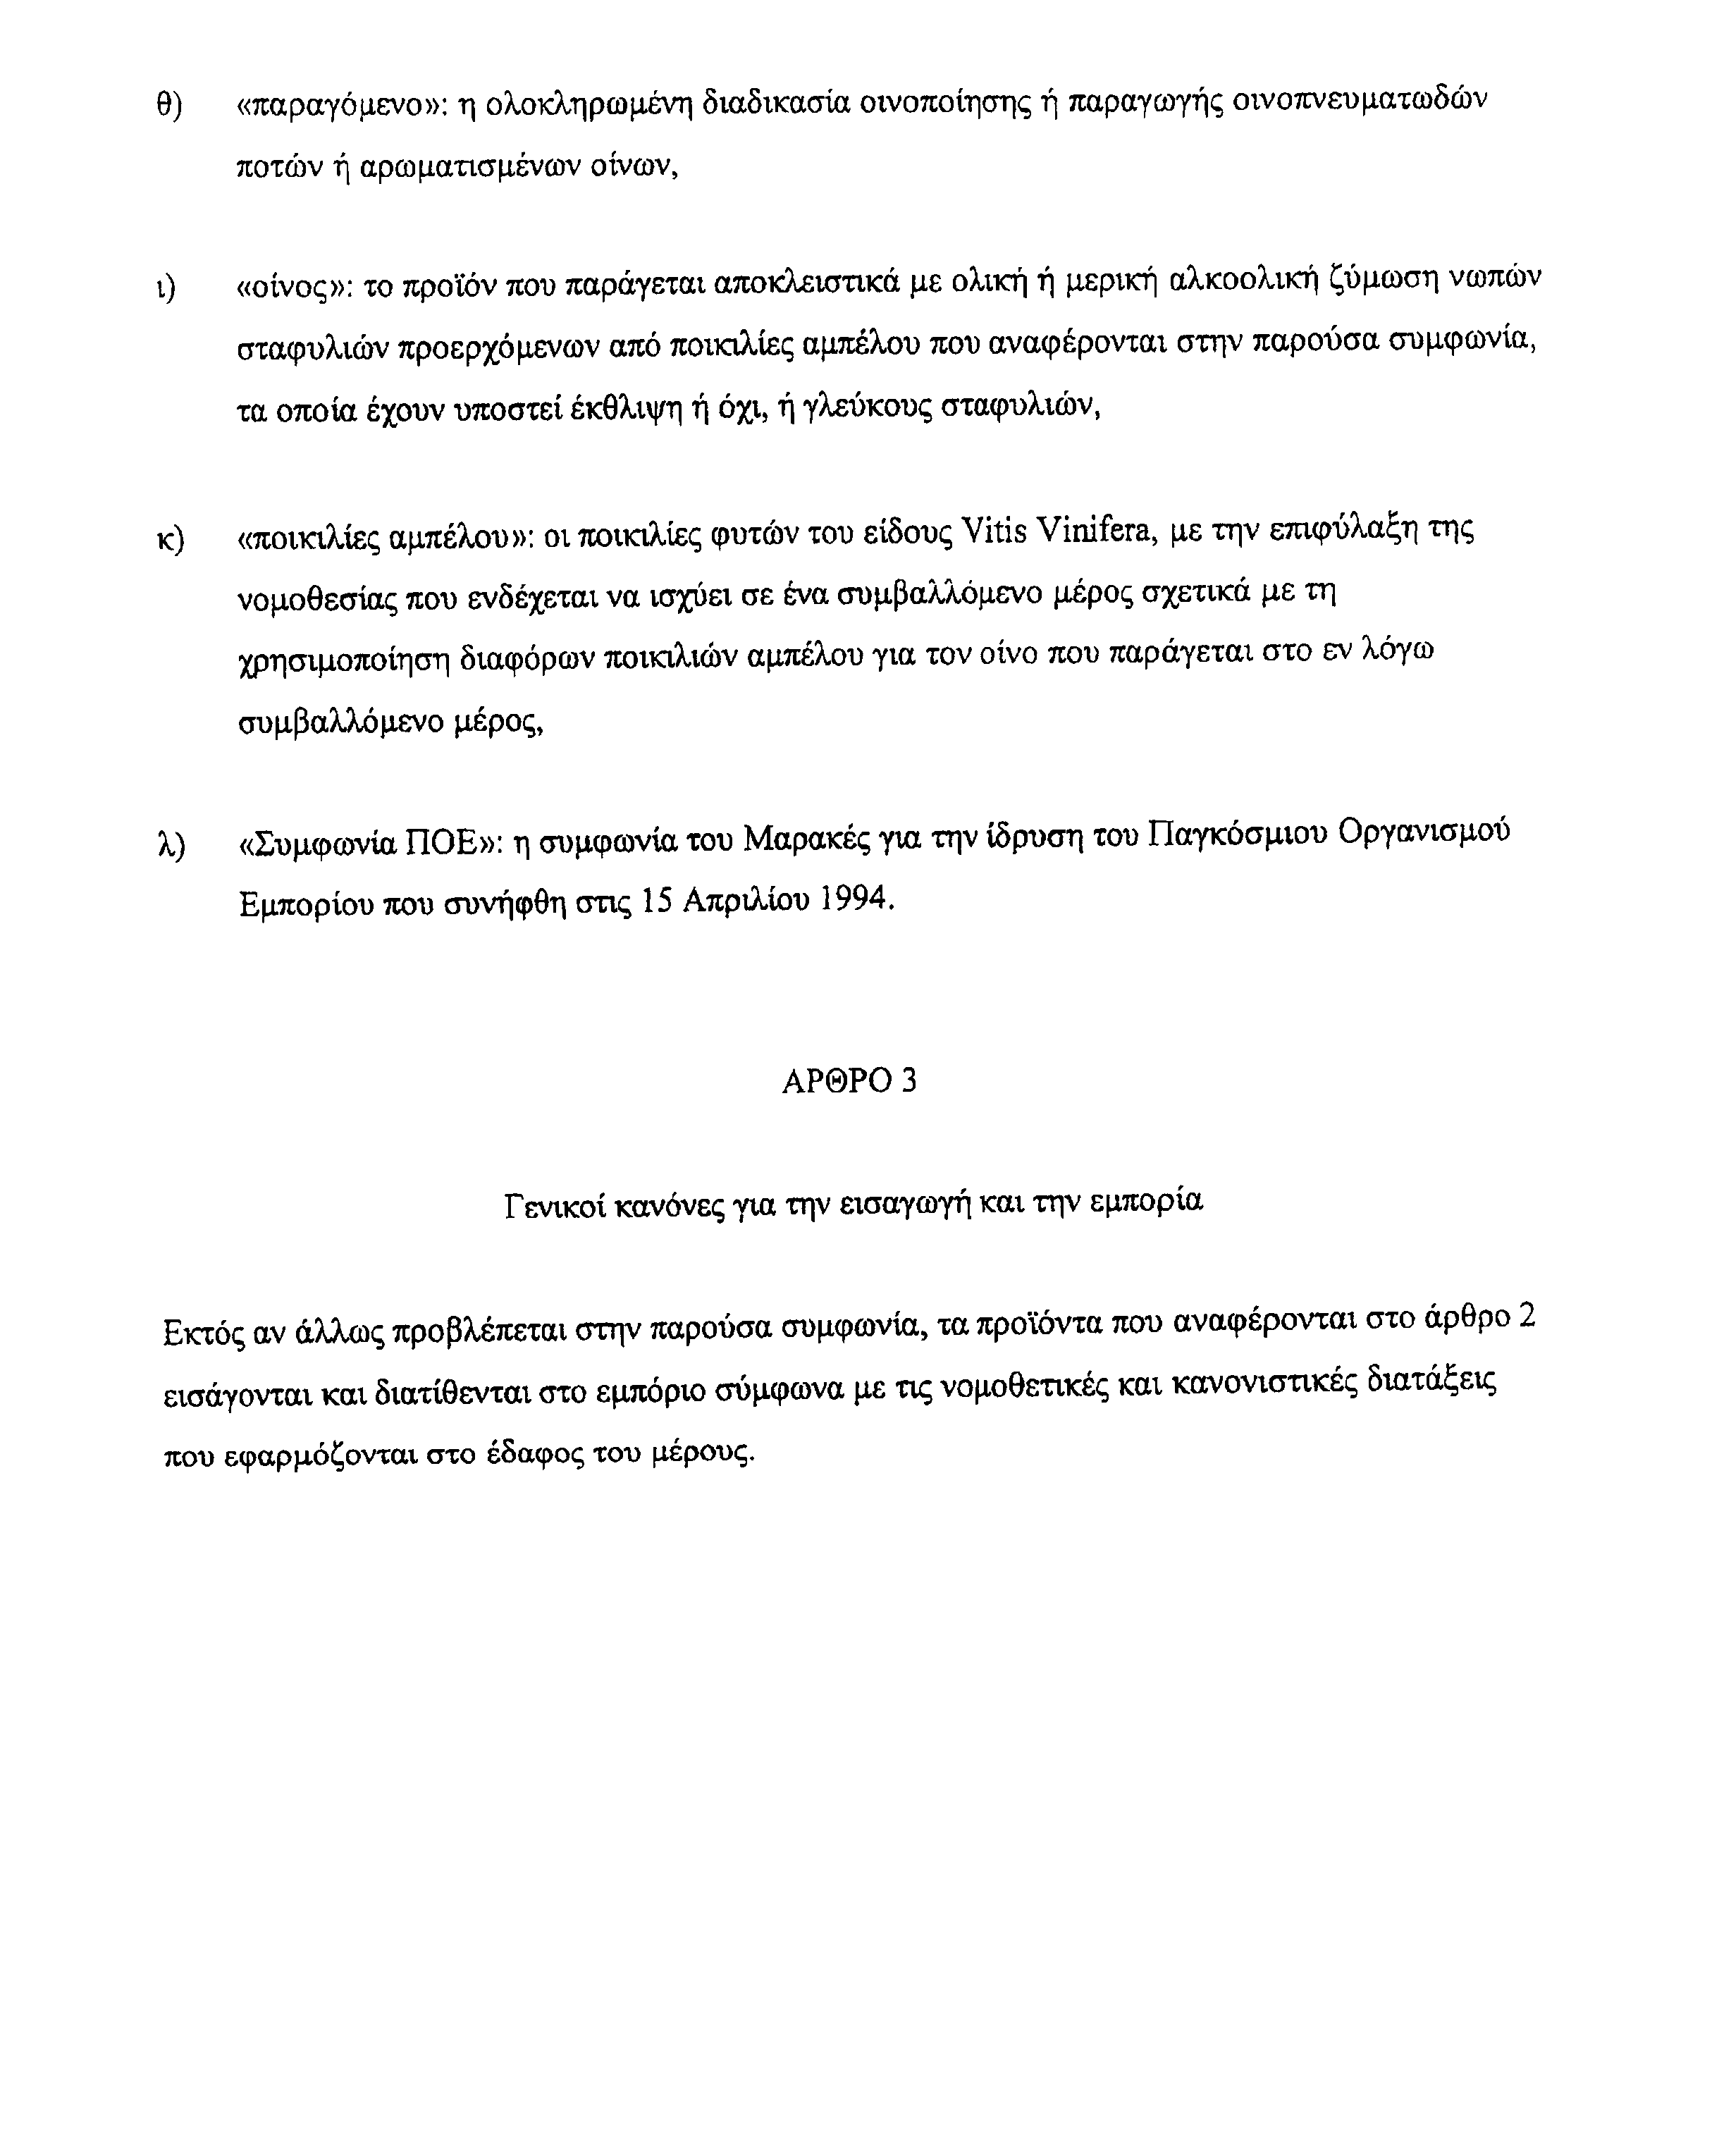 θ) «παραγόμενο»: η ολοκληρωμένη διαδικασία οινοποίησης ή παραγωγής οινοπνευματωδών
ποτών ή αρωματισμένων οίνων,
ι) «οίνος»: το προϊόν που παράγεται αποκλειστικά με ολική ή μερική αλκοολική ζύμωση νωπών
σταφυλιών προερχόμενων από ποικιλίες αμπέλου που αναφέρονται στην παρούσα συμφωνία,
τα οποία έχουν υποστεί έκθλιψη ή όχι, ή γλεύκους σταφυλιών,
κ) «ποικιλίες αμπέλου»: οι ποικιλίες φυτών του είδους Vitis Vinifera, με την επιφύλαξη της
νομοθεσίας που ενδέχεται να ισχύει σε ένα συμβαλλόμενο μέρος σχετικά με τη
χρησιμοποίηση διαφόρων ποικιλιών αμπέλου για τον οίνο που παράγεται στο εν λόγω
συμβαλλόμενο μέρος,
λ) «Συμφωνία ΠΟΕ»: η συμφωνία του Μαρακές για την ίδρυση του Παγκόσμιου Οργανισμού
Εμπορίου που συνήφθη στις 15 Απριλίου 1994.
ΑΡΘΡΟ 3
Γενικοί κανόνες για την εισαγωγή και την εμπορία
Εκτός αν άλλως προβλέπεται στην παρούσα συμφωνία, τα προϊόντα που αναφέρονται στο άρθρο 2
εισάγονται και διατίθενται στο εμπόριο σύμφωνα με τις νομοθετικές και κανονιστικές διατάξεις
που εφαρμόζονται στο έδαφος του μέρους.